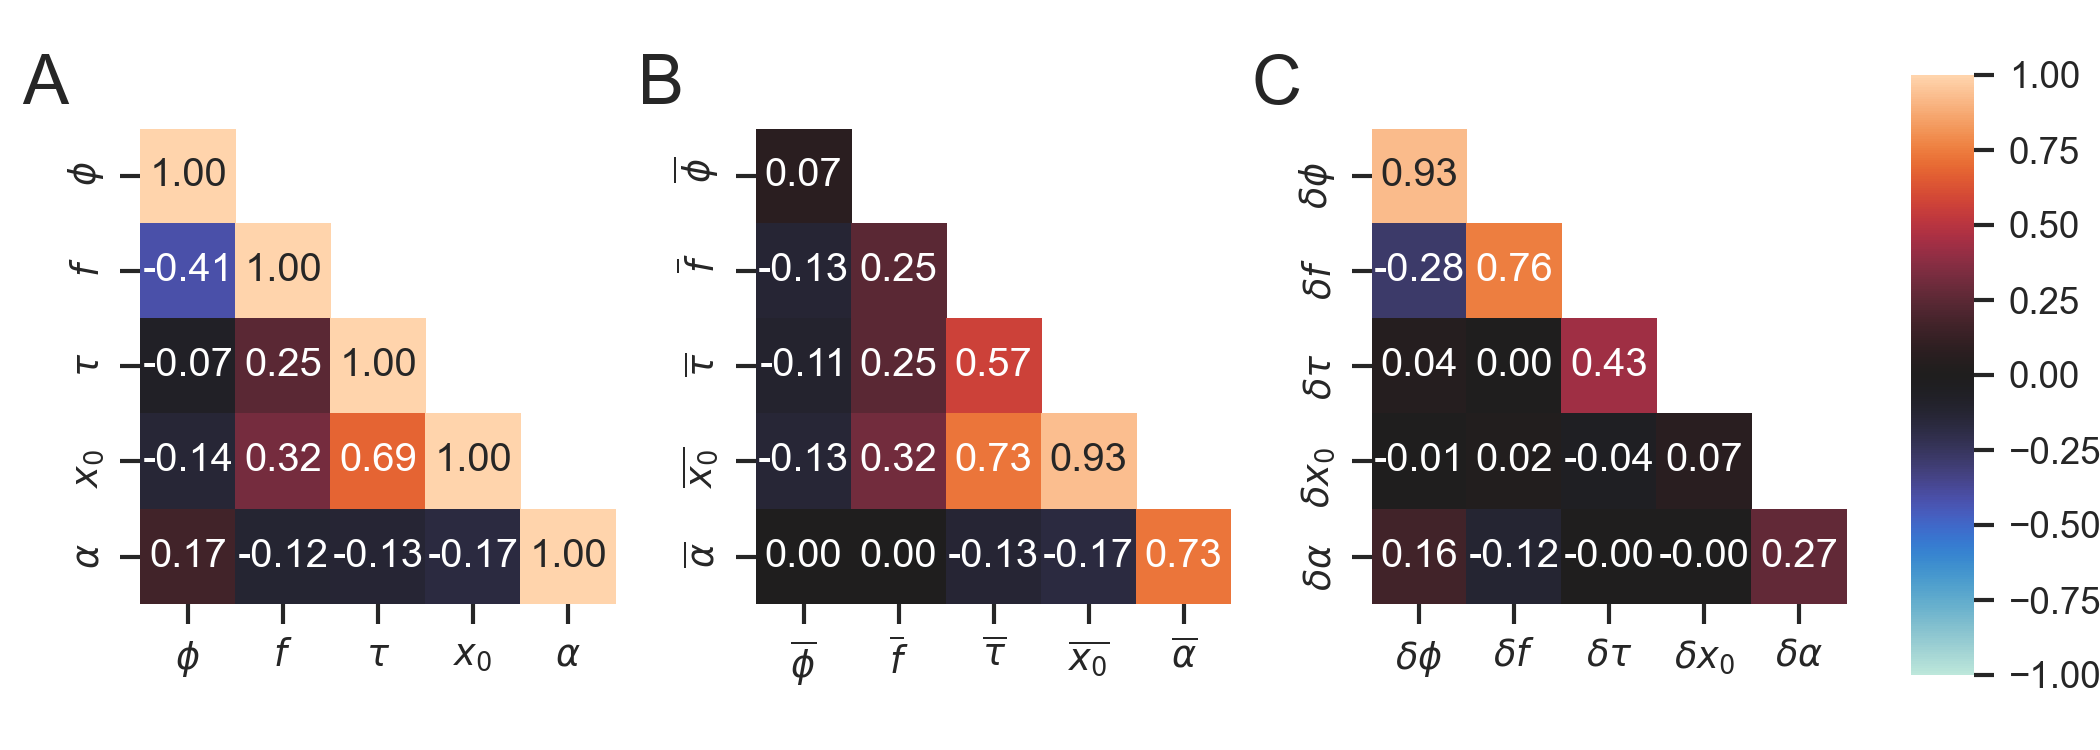 A B C
ϕ 1.00
f -0.41 1.00
τ -0.07 0.25 1.00
x₀ -0.14 0.32 0.69 1.00
α 0.17 -0.12 -0.13 -0.17 1.00
ϕ f τ x₀ α
ϕ̅ 0.07
f̅ -0.13 0.25
τ̅ -0.11 0.25 0.57
x̅₀̅ -0.13 0.32 0.73 0.93
α̅ 0.00 0.00 -0.13 -0.17 0.73
ϕ̅ f̅ τ̅ x̅₀̅ α̅
δϕ 0.93
δf -0.28 0.76
δτ 0.04 0.00 0.43
δx₀ -0.01 0.02 -0.04 0.07
δα 0.16 -0.12 -0.00 -0.00 0.27
δϕ δf δτ δx₀ δα
1.00
0.75
0.50
0.25
0.00
−0.25
−0.50
−0.75
−1.00